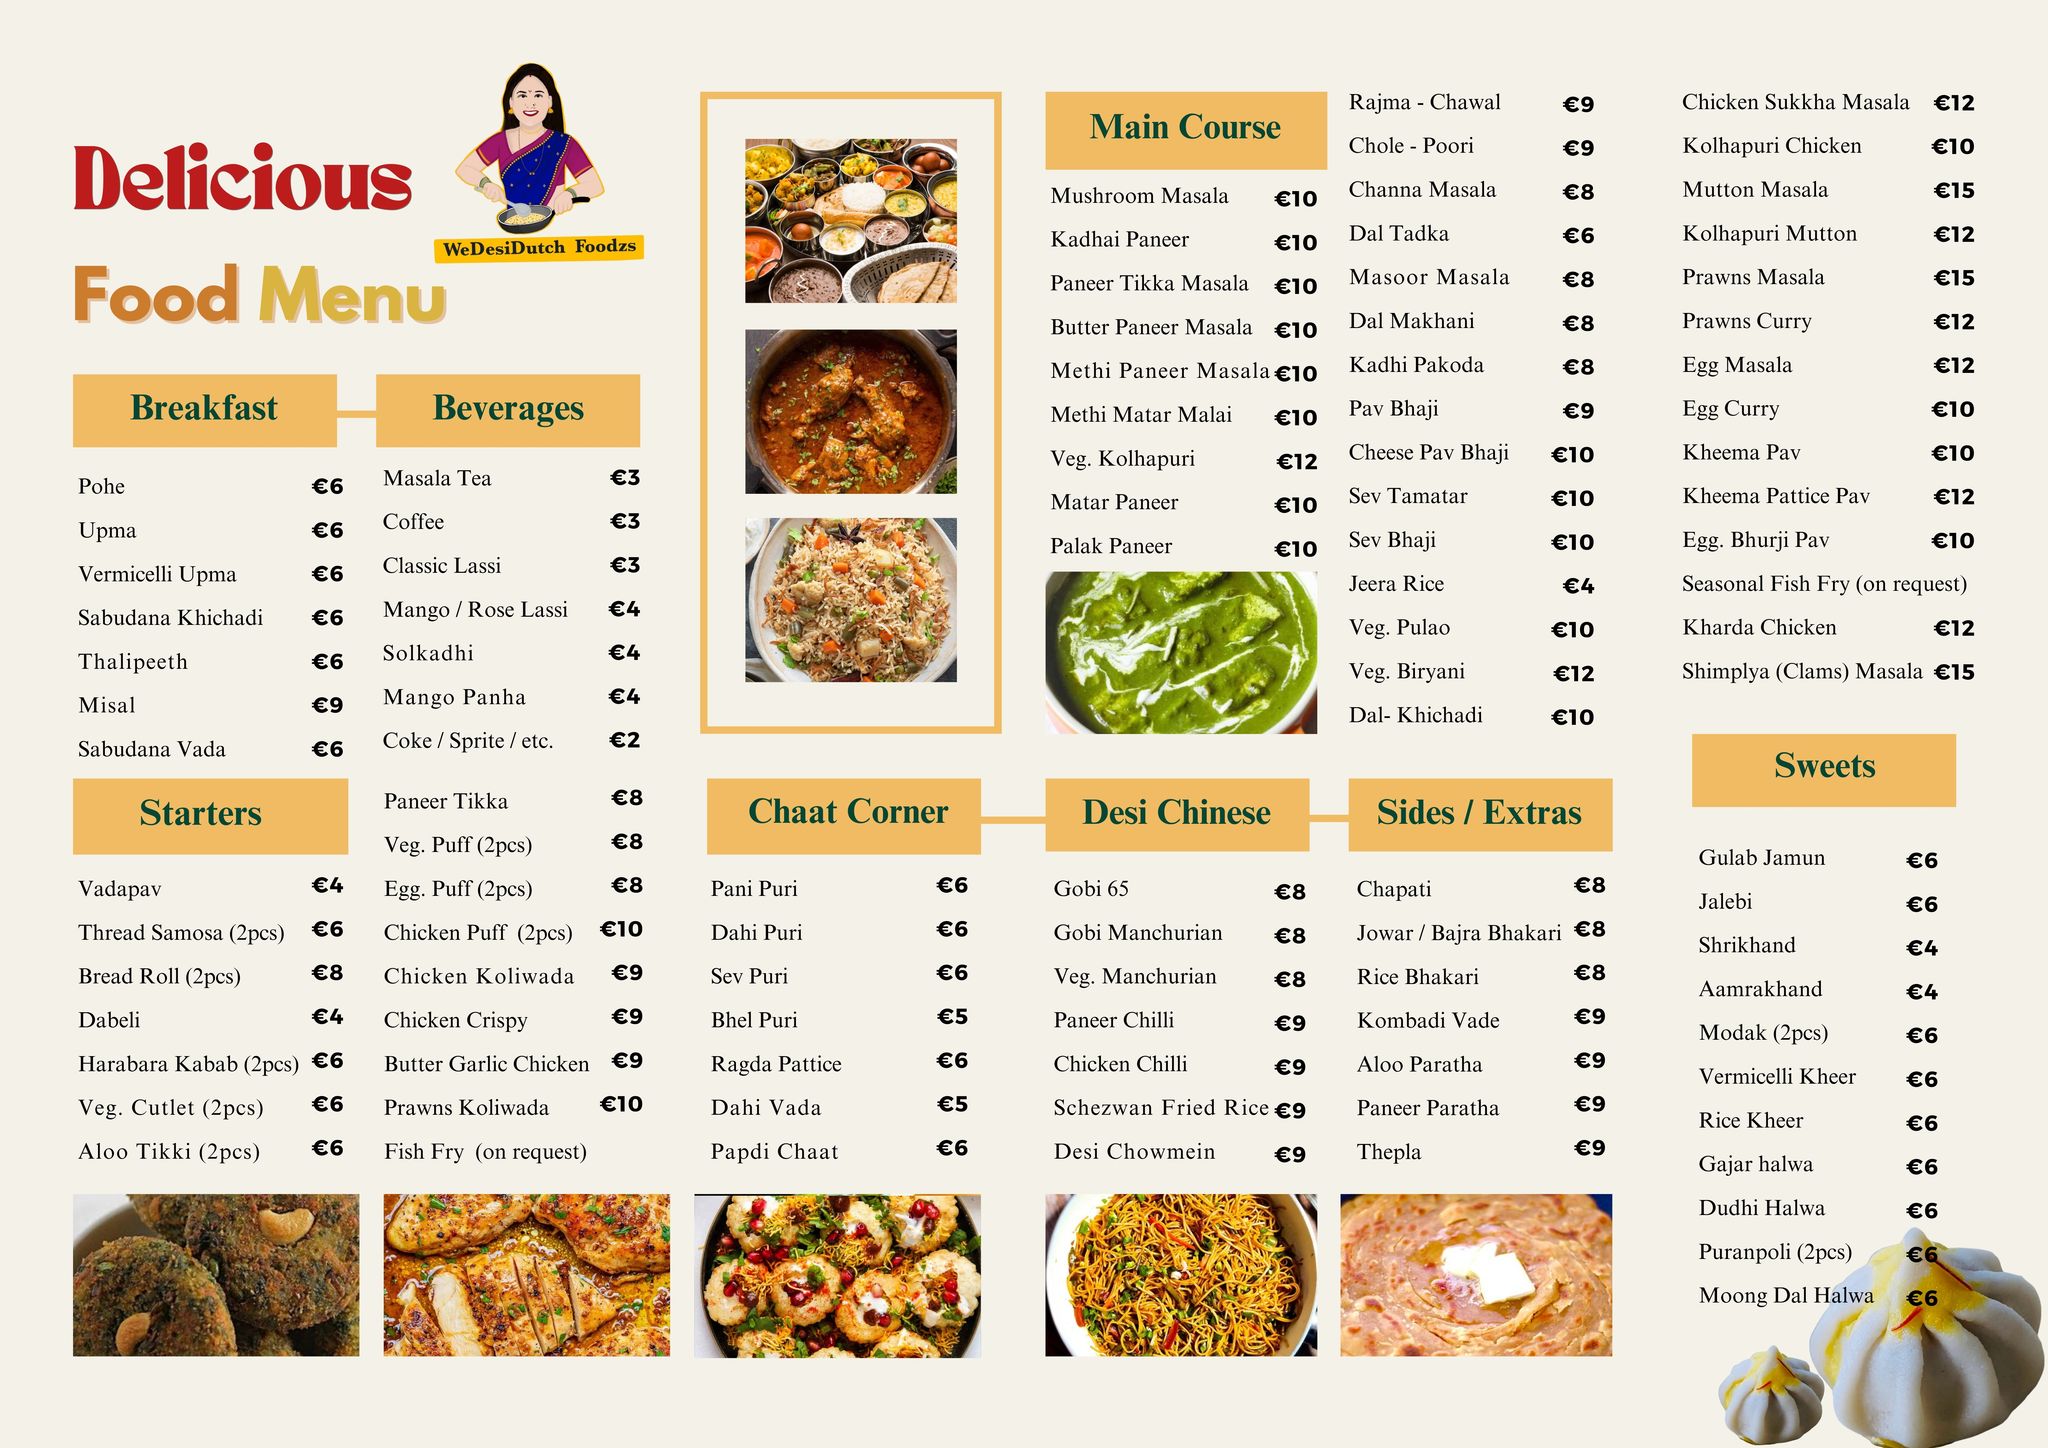 Delicious
Food Menu
WeDesiDutch Foodzs
Breakfast
Pohe €6
Upma €6
Vermicelli Upma €6
Sabudana Khichadi €6
Thalipeeth €6
Misal €9
Sabudana Vada €6
Beverages
Masala Tea €3
Coffee €3
Classic Lassi €3
Mango / Rose Lassi €4
Solkadhi €4
Mango Panha €4
Coke / Sprite / etc. €2
Starters
Vadapav €4
Thread Samosa (2pcs) €6
Bread Roll (2pcs) €8
Dabeli €4
Harabara Kabab (2pcs) €6
Veg. Cutlet (2pcs) €6
Aloo Tikki (2pcs) €6
Paneer Tikka €8
Veg. Puff (2pcs) €8
Egg. Puff (2pcs) €8
Chicken Puff (2pcs) €10
Chicken Koliwada €9
Chicken Crispy €9
Butter Garlic Chicken €9
Prawns Koliwada €10
Fish Fry (on request)
Main Course
Mushroom Masala €10
Kadhai Paneer €10
Paneer Tikka Masala €10
Butter Paneer Masala €10
Methi Paneer Masala €10
Methi Matar Malai €10
Veg. Kolhapuri €12
Matar Paneer €10
Palak Paneer €10
Rajma - Chawal €9
Chole - Poori €9
Channa Masala €8
Dal Tadka €6
Masoor Masala €8
Dal Makhani €8
Kadhi Pakoda €8
Pav Bhaji €9
Cheese Pav Bhaji €10
Sev Tamatar €10
Sev Bhaji €10
Jeera Rice €4
Veg. Pulao €10
Veg. Biryani €12
Dal- Khichadi €10
Chicken Sukkha Masala €12
Kolhapuri Chicken €10
Mutton Masala €15
Kolhapuri Mutton €12
Prawns Masala €15
Prawns Curry €12
Egg Masala €12
Egg Curry €10
Kheema Pav €10
Kheema Pattice Pav €12
Egg. Bhurji Pav €10
Seasonal Fish Fry (on request)
Kharda Chicken €12
Shimplya (Clams) Masala €15
Chaat Corner
Pani Puri €6
Dahi Puri €6
Sev Puri €6
Bhel Puri €5
Ragda Pattice €6
Dahi Vada €5
Papdi Chaat €6
Desi Chinese
Gobi 65 €8
Gobi Manchurian €8
Veg. Manchurian €8
Paneer Chilli €9
Chicken Chilli €9
Schezwan Fried Rice €9
Desi Chowmein €9
Sides / Extras
Chapati €8
Jowar / Bajra Bhakari €8
Rice Bhakari €8
Kombadi Vade €9
Aloo Paratha €9
Paneer Paratha €9
Thepla €9
Sweets
Gulab Jamun €6
Jalebi €6
Shrikhand €4
Aamrakhand €4
Modak (2pcs) €6
Vermicelli Kheer €6
Rice Kheer €6
Gajar halwa €6
Dudhi Halwa €6
Puranpoli (2pcs) €6
Moong Dal Halwa €6